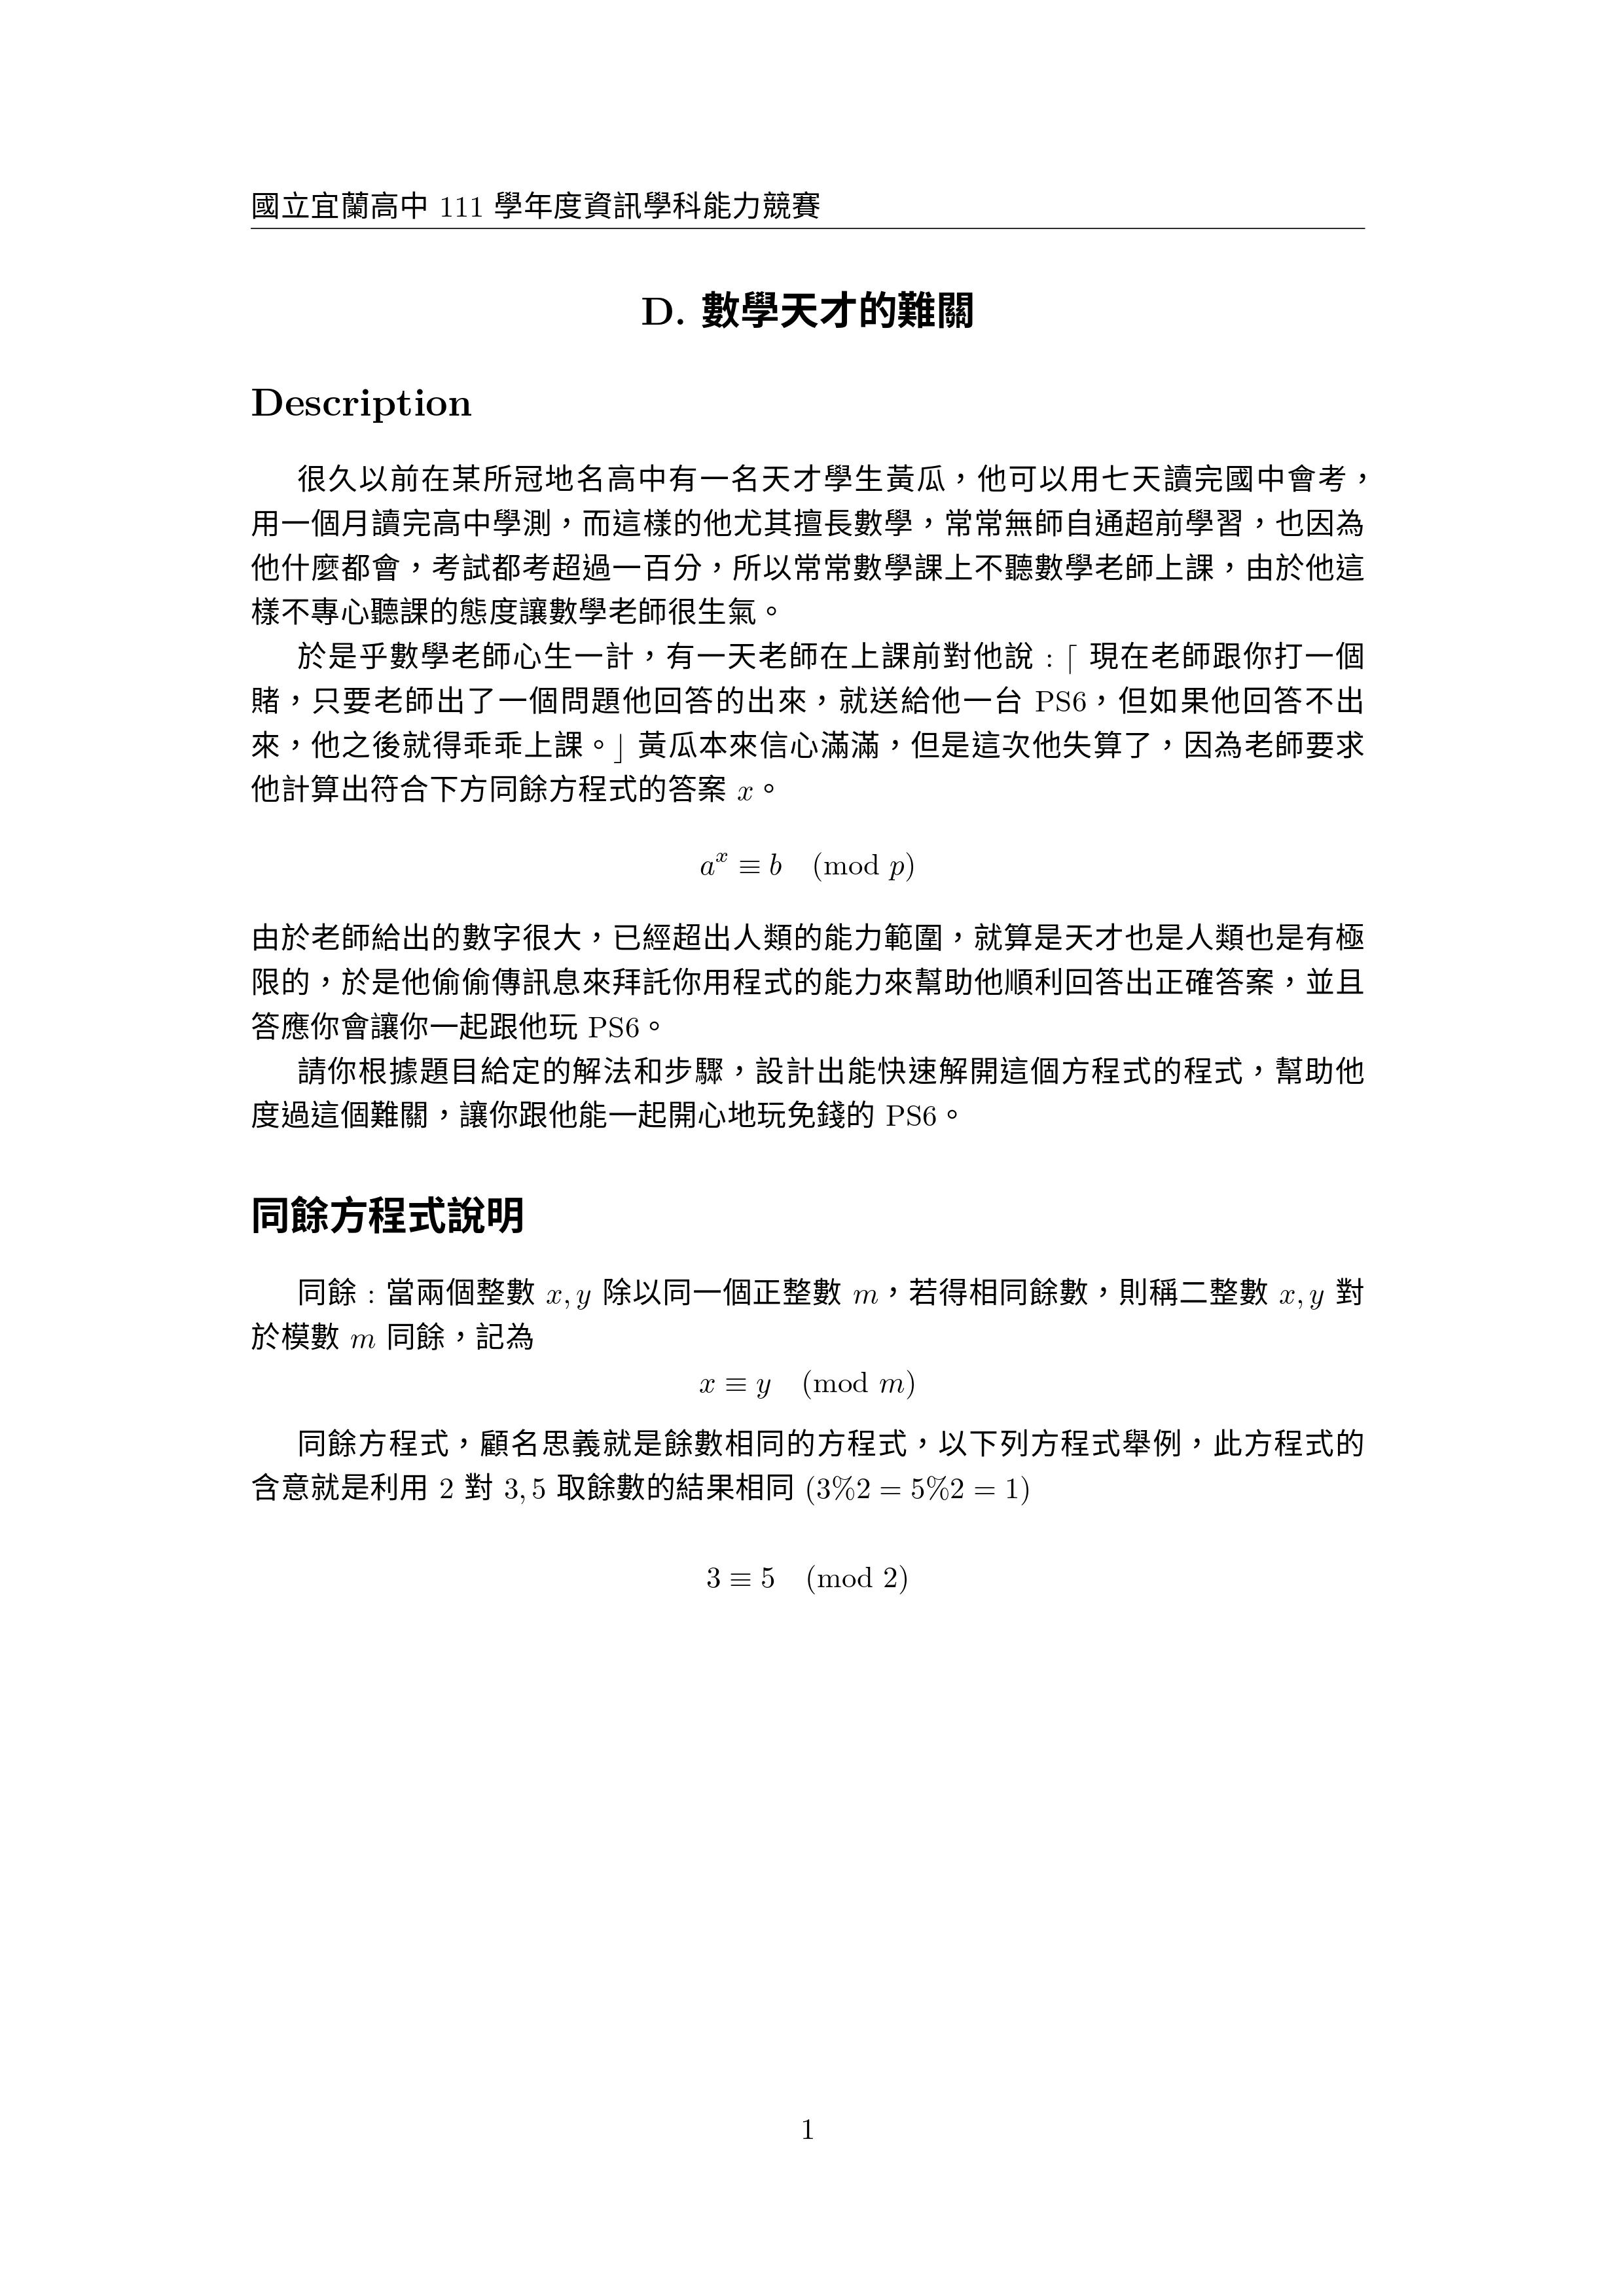 國立宜蘭高中 111 學年度資訊學科能力競賽
D. 數學天才的難關
Description
很久以前在某所冠地名高中有一名天才學生黃瓜，他可以用七天讀完國中會考，
用一個月讀完高中學測，而這樣的他尤其擅長數學，常常無師自通超前學習，也因為
他什麼都會，考試都考超過一百分，所以常常數學課上不聽數學老師上課，由於他這
樣不專心聽課的態度讓數學老師很生氣。
於是乎數學老師心生一計，有一天老師在上課前對他說 : ⌈ 現在老師跟你打一個
賭，只要老師出了一個問題他回答的出來，就送給他一台 PS6，但如果他回答不出
來，他之後就得乖乖上課。⌋ 黃瓜本來信心滿滿，但是這次他失算了，因為老師要求
他計算出符合下方同餘方程式的答案 x。
a^x ≡ b (mod p)
由於老師給出的數字很大，已經超出人類的能力範圍，就算是天才也是人類也是有極
限的，於是他偷偷傳訊息來拜託你用程式的能力來幫助他順利回答出正確答案，並且
答應你會讓你一起跟他玩 PS6。
請你根據題目給定的解法和步驟，設計出能快速解開這個方程式的程式，幫助他
度過這個難關，讓你跟他能一起開心地玩免錢的 PS6。
同餘方程式說明
同餘 : 當兩個整數 x, y 除以同一個正整數 m，若得相同餘數，則稱二整數 x, y 對
於模數 m 同餘，記為
x ≡ y (mod m)
同餘方程式，顧名思義就是餘數相同的方程式，以下列方程式舉例，此方程式的
含意就是利用 2 對 3, 5 取餘數的結果相同 (3%2 = 5%2 = 1)
3 ≡ 5 (mod 2)
1